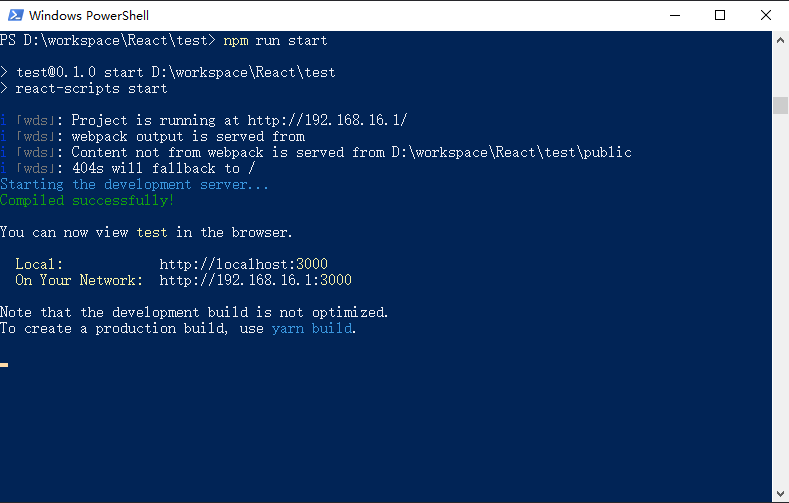 Windows PowerShell
PS D:\workspace\React\test> npm run start
> test@0.1.0 start D:\workspace\React\test
> react-scripts start
i ｢wds｣: Project is running at http://192.168.16.1/
i ｢wds｣: webpack output is served from
i ｢wds｣: Content not from webpack is served from D:\workspace\React\test\public
i ｢wds｣: 404s will fallback to /
Starting the development server...
Compiled successfully!
You can now view test in the browser.
Local: http://localhost:3000
On Your Network: http://192.168.16.1:3000
Note that the development build is not optimized.
To create a production build, use yarn build.